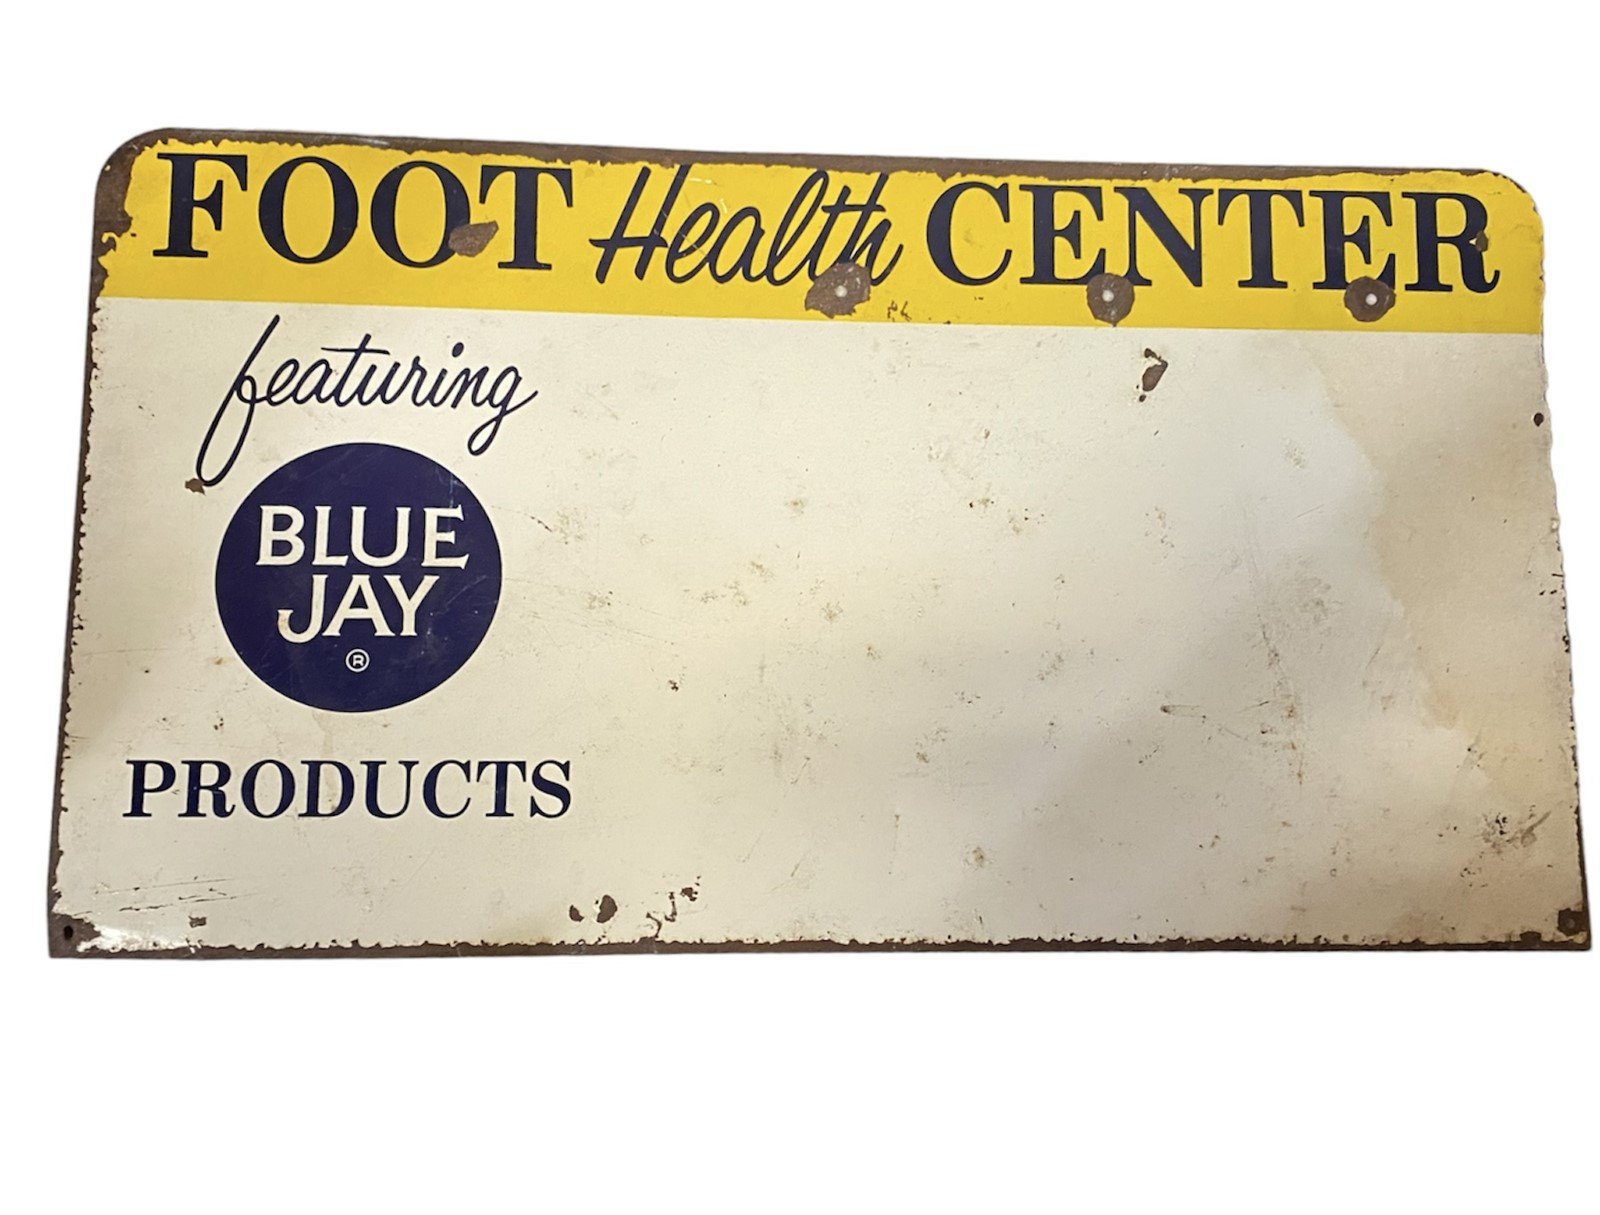 FOOT Health CENTER
featuring
BLUE
JAY
®
PRODUCTS